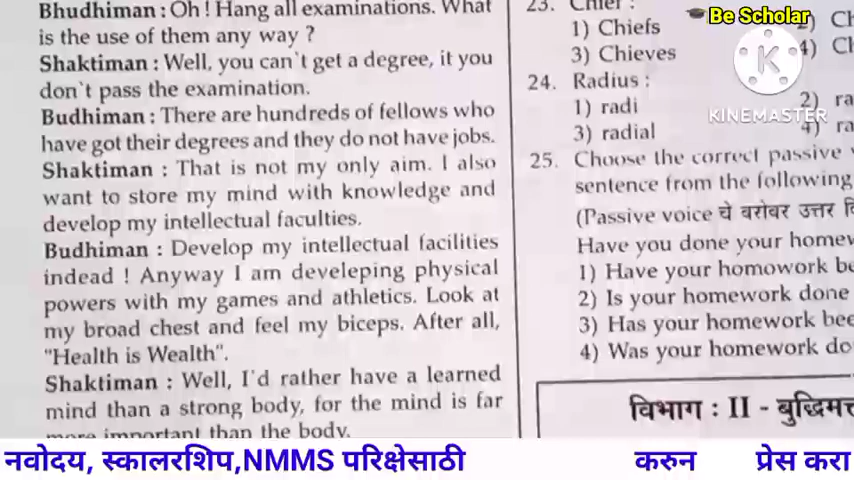 Bhudhiman : Oh ! Hang all examinations. What
is the use of them any way ?
Shaktiman : Well, you can`t get a degree, it you
don`t pass the examination.
Budhiman : There are hundreds of fellows who
have got their degrees and they do not have jobs.
Shaktiman : That is not my only aim. I also
want to store my mind with knowledge and
develop my intellectual faculties.
Budhiman : Develop my intellectual facilities
indead ! Anyway I am develeping physical
powers with my games and athletics. Look at
my broad chest and feel my biceps. After all,
"Health is Wealth".
Shaktiman : Well, I'd rather have a learned
mind than a strong body, for the mind is far
more important than the body.
23. Chief :
1) Chiefs 2) Ch
3) Chieves 4) Ch
24. Radius :
1) radi 2) ra
3) radial 4) ra
25. Choose the correct passive
sentence from the following
(Passive voice चे बरोबर उत्तर
Have you done your homew
1) Have your homowork be
2) Is your homework done
3) Has your homework bee
4) Was your homework do
विभाग : II - बुद्धिमत्त
Be Scholar
K
KINEMASTER
नवोदय, स्कालरशिप,NMMS परिक्षेसाठी करुन प्रेस करा